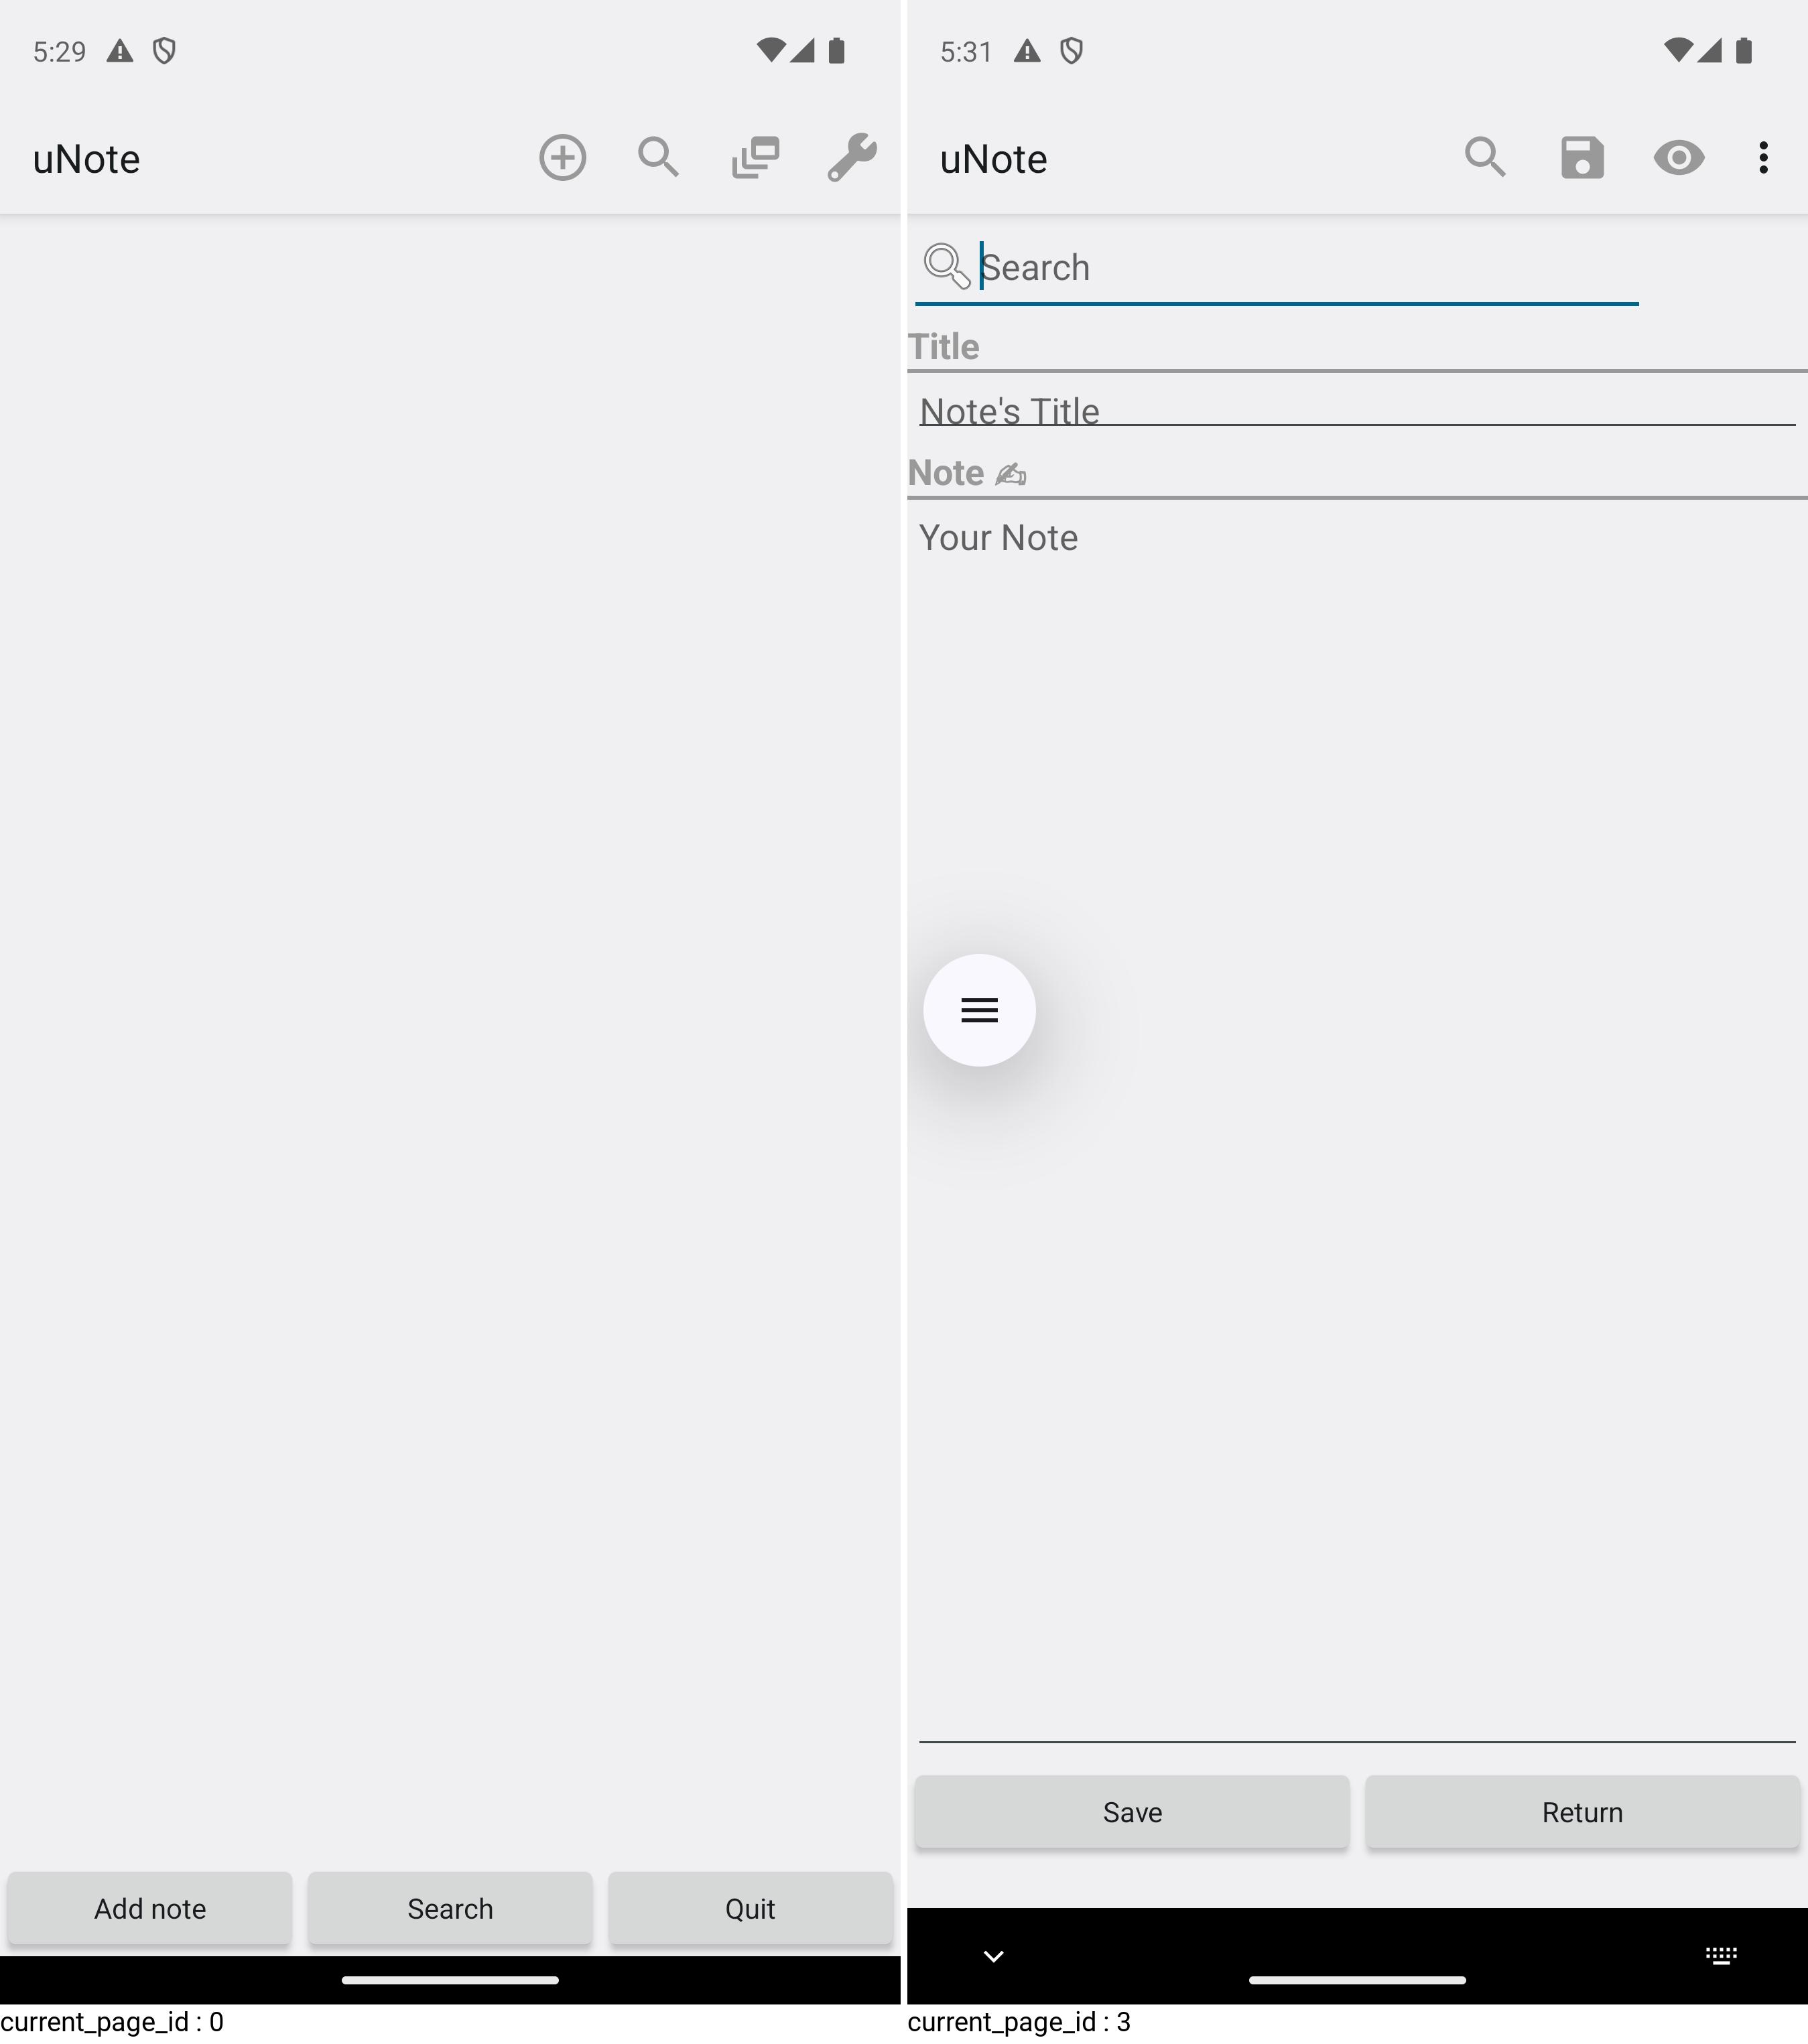 5:29
uNote
Add note
Search
Quit
current_page_id : 0
5:31
uNote
Search
Title
Note's Title
Note ✍
Your Note
Save
Return
current_page_id : 3